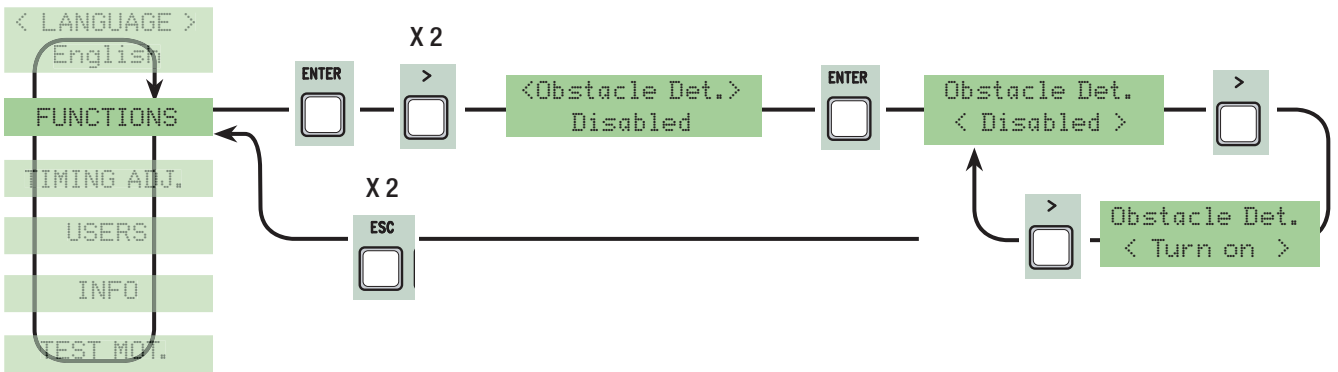 < LANGUAGE >
English
FUNCTIONS
TIMING ADJ.
USERS
INFO
TEST MOT.
ENTER
X 2
>
<Obstacle Det.>
Disabled
ENTER
Obstacle Det.
< Disabled >
>
Obstacle Det.
< Turn on >
>
X 2
ESC